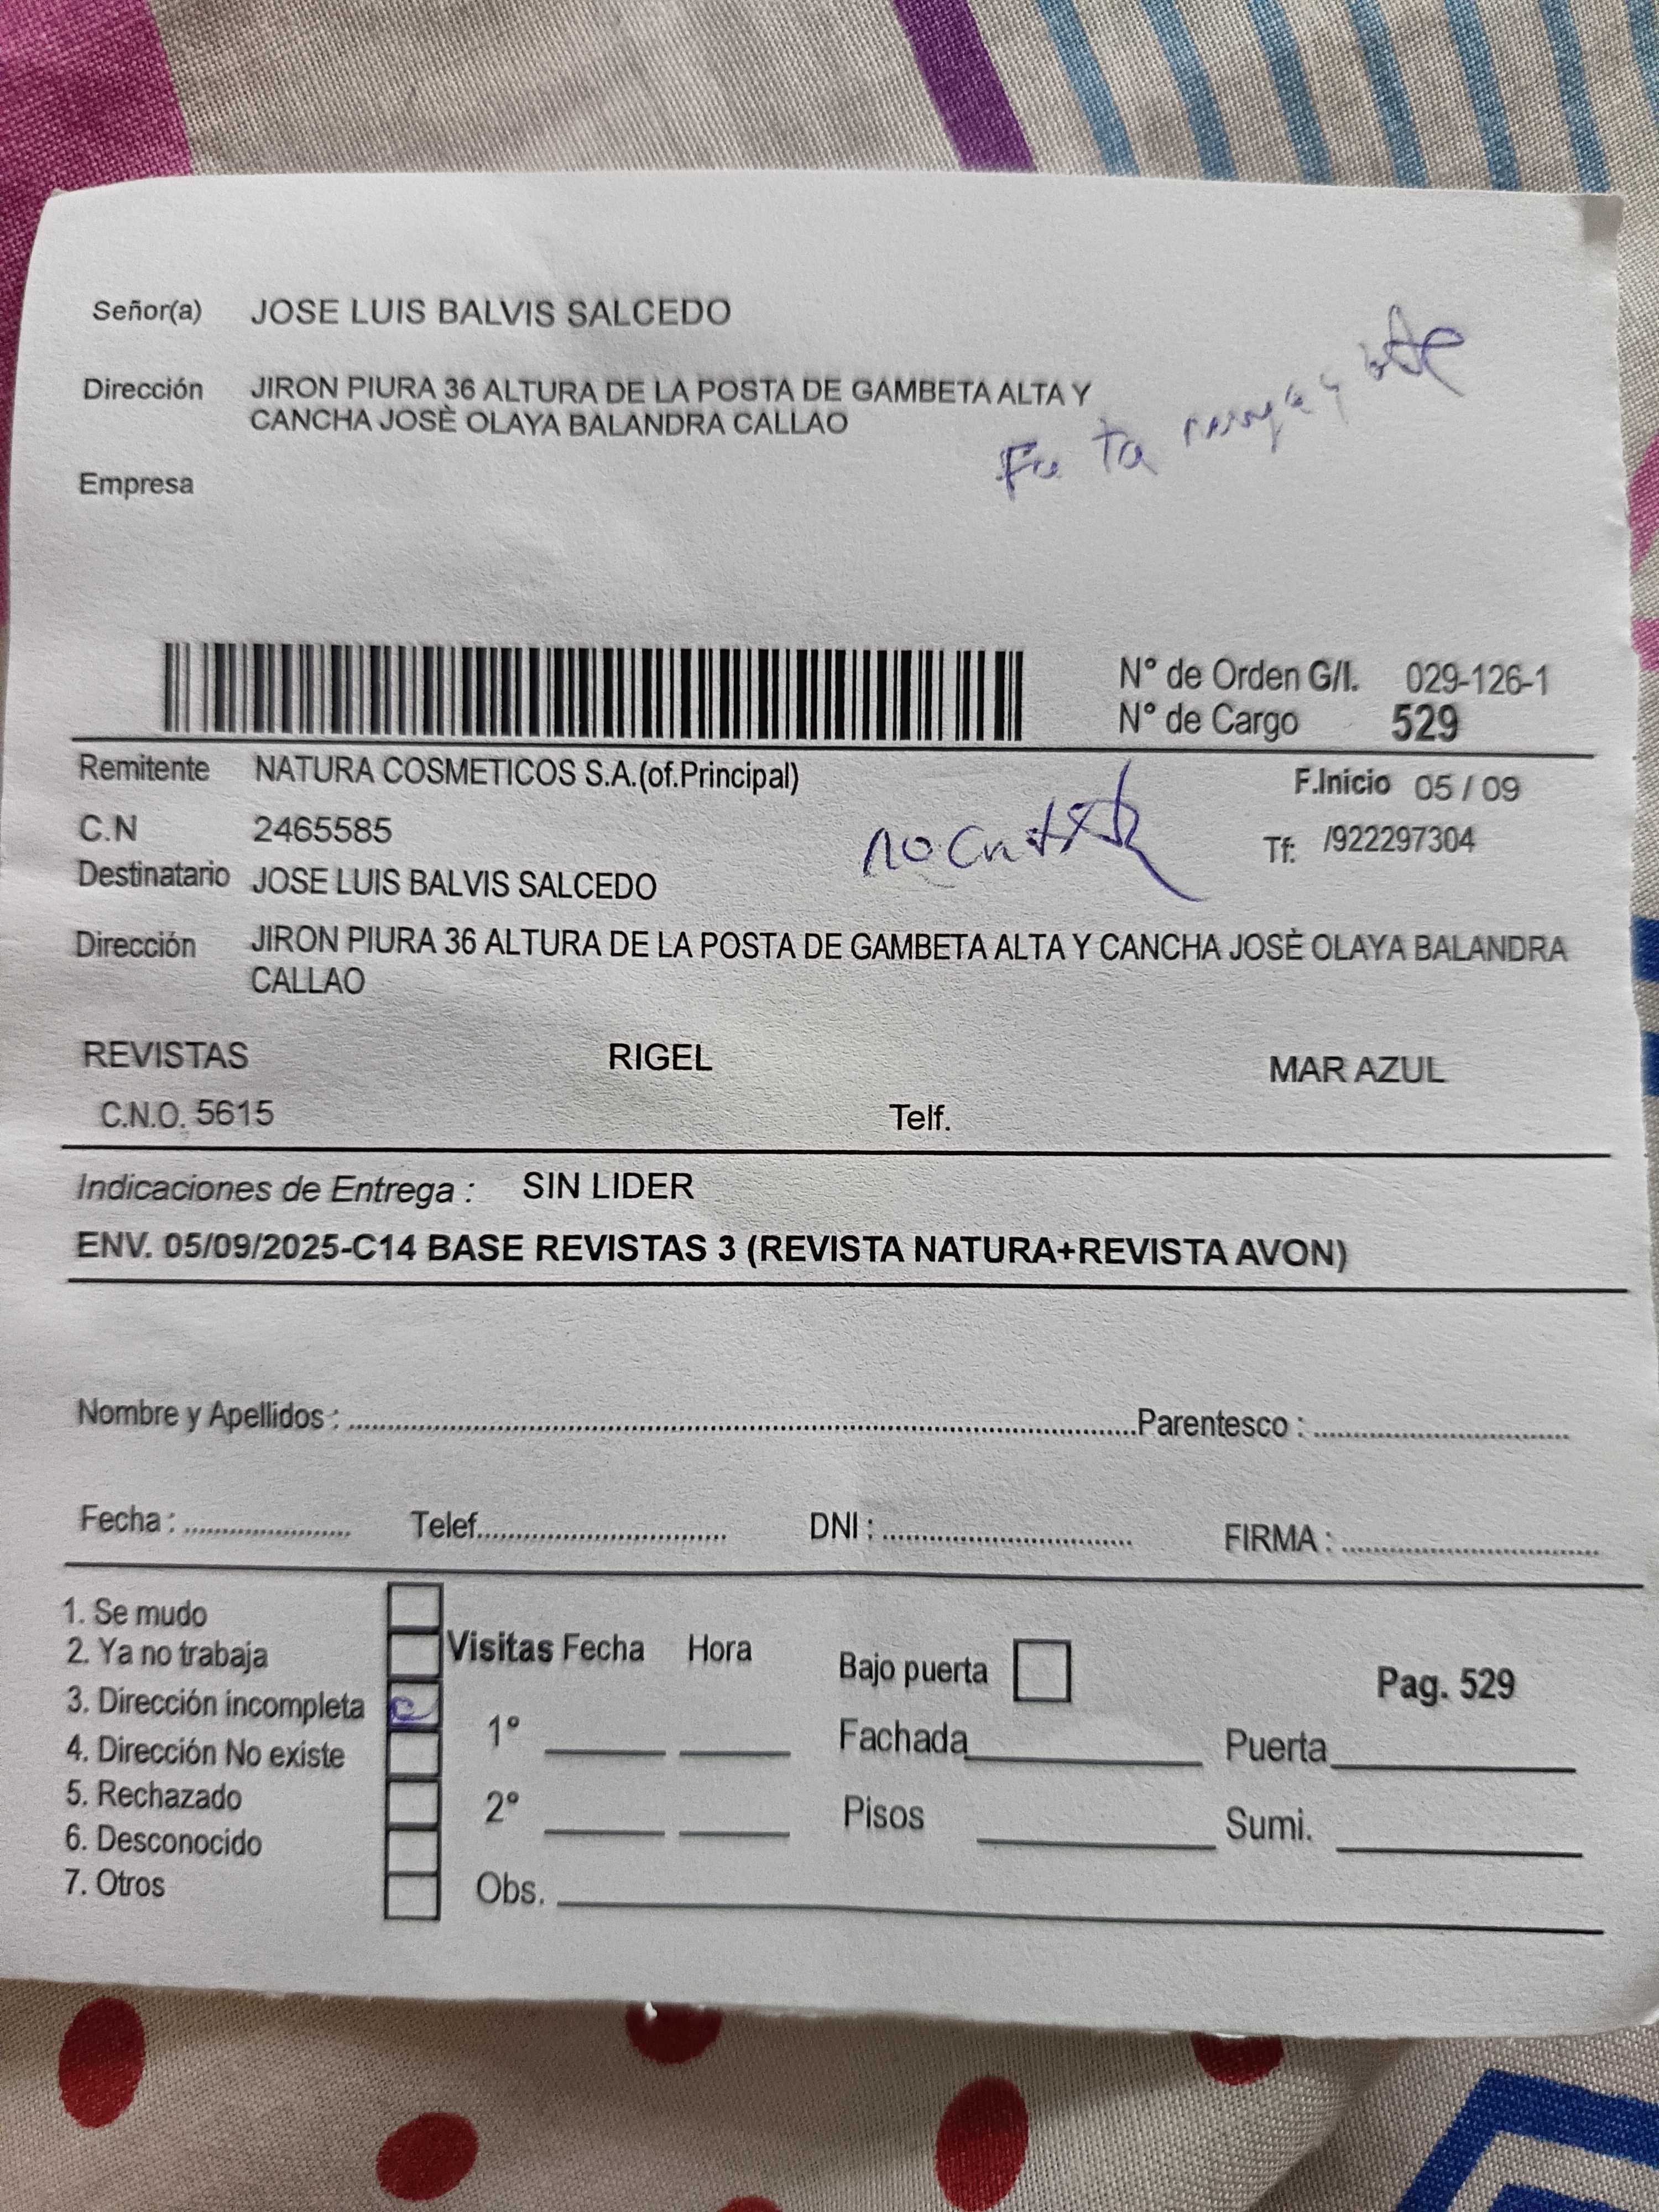 Señor(a) JOSE LUIS BALVIS SALCEDO
Dirección JIRON PIURA 36 ALTURA DE LA POSTA DE GAMBETA ALTA Y
CANCHA JOSÈ OLAYA BALANDRA CALLAO
Empresa
N° de Orden G/I. 029-126-1
N° de Cargo 529
Remitente NATURA COSMETICOS S.A.(of.Principal)
F.Inicio 05 / 09
C.N 2465585
no
Tf: /922297304
Destinatario JOSE LUIS BALVIS SALCEDO
Dirección JIRON PIURA 36 ALTURA DE LA POSTA DE GAMBETA ALTA Y CANCHA JOSÈ OLAYA BALANDRA
CALLAO
REVISTAS RIGEL MAR AZUL
C.N.O. 5615 Telf.
Indicaciones de Entrega : SIN LIDER
ENV. 05/09/2025-C14 BASE REVISTAS 3 (REVISTA NATURA+REVISTA AVON)
Nombre y Apellidos : Parentesco :
Fecha : Telef. DNI : FIRMA :
1. Se mudo
2. Ya no trabaja
3. Dirección incompleta
4. Dirección No existe
5. Rechazado
6. Desconocido
7. Otros
Visitas Fecha Hora
1°
2°
Obs.
Bajo puerta
Pag. 529
Fachada Puerta
Pisos Sumi.